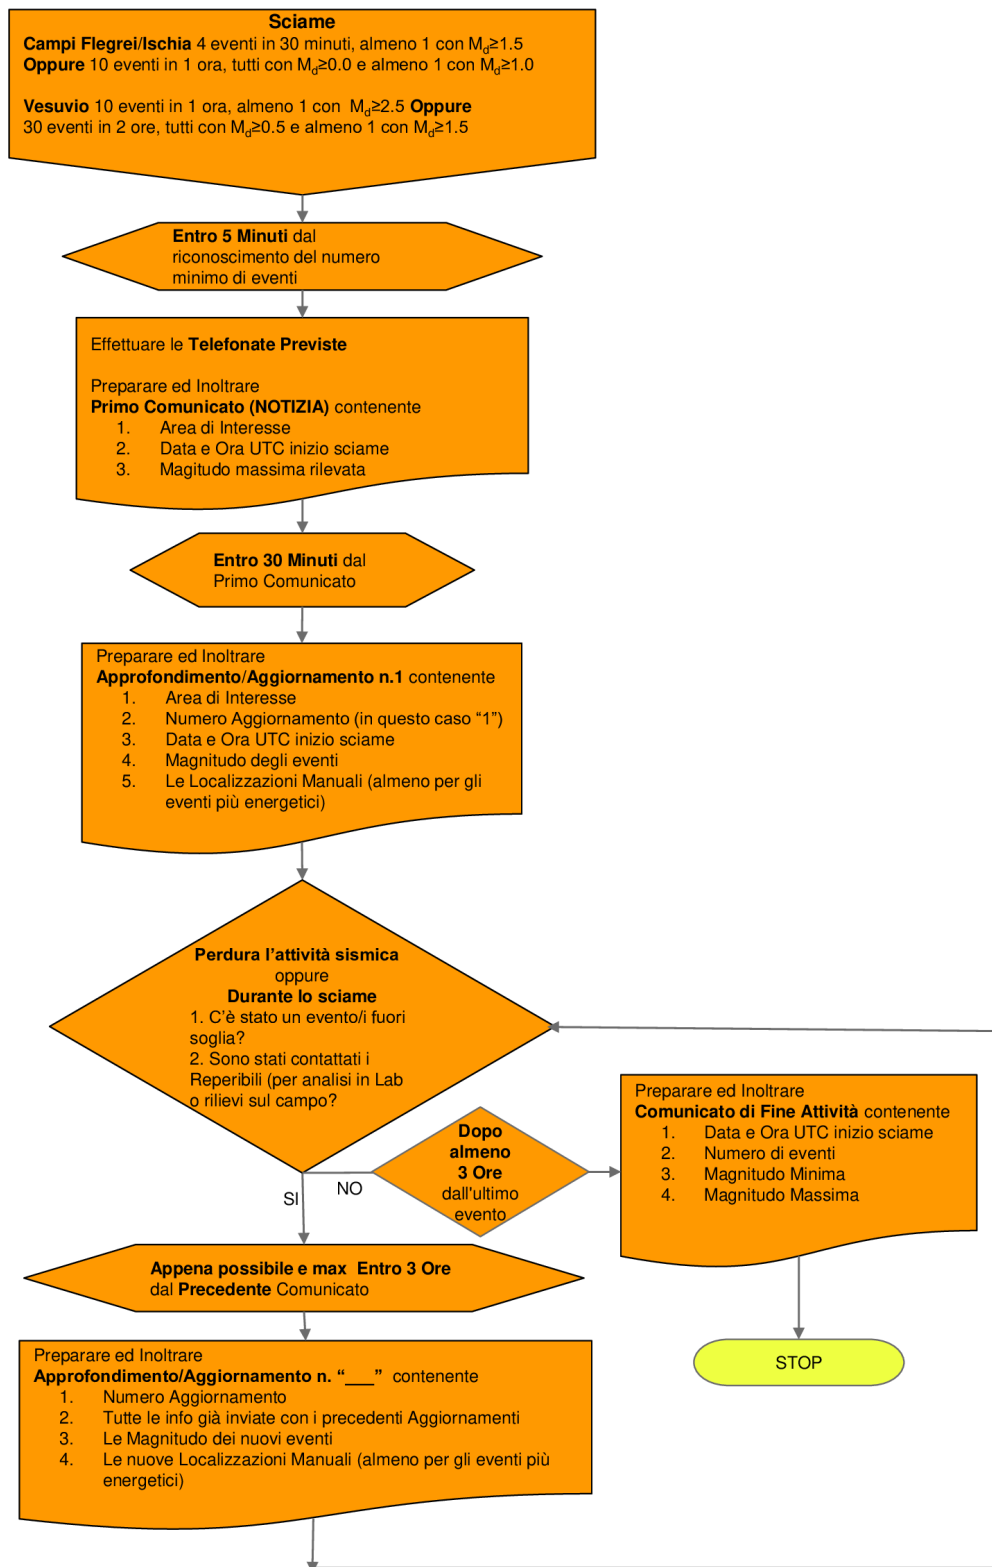 Sciame
Campi Flegrei/Ischia 4 eventi in 30 minuti, almeno 1 con Md≥1.5
Oppure 10 eventi in 1 ora, tutti con Md≥0.0 e almeno 1 con Md≥1.0
Vesuvio 10 eventi in 1 ora, almeno 1 con Md≥2.5 Oppure
30 eventi in 2 ore, tutti con Md≥0.5 e almeno 1 con Md≥1.5
Entro 5 Minuti dal
riconoscimento del numero
minimo di eventi
Effettuare le Telefonate Previste
Preparare ed Inoltrare
Primo Comunicato (NOTIZIA) contenente
1. Area di Interesse
2. Data e Ora UTC inizio sciame
3. Magitudo massima rilevata
Entro 30 Minuti dal
Primo Comunicato
Preparare ed Inoltrare
Approfondimento/Aggiornamento n.1 contenente
1. Area di Interesse
2. Numero Aggiornamento (in questo caso “1”)
3. Data e Ora UTC inizio sciame
4. Magnitudo degli eventi
5. Le Localizzazioni Manuali (almeno per gli
eventi più energetici)
Perdura l’attività sismica
oppure
Durante lo sciame
1. C’è stato un evento/i fuori
soglia?
2. Sono stati contattati i
Reperibili (per analisi in Lab
o rilievi sul campo?
SI
NO
Dopo
almeno
3 Ore
dall'ultimo
evento
Preparare ed Inoltrare
Comunicato di Fine Attività contenente
1. Data e Ora UTC inizio sciame
2. Numero di eventi
3. Magnitudo Minima
4. Magnitudo Massima
STOP
Appena possibile e max Entro 3 Ore
dal Precedente Comunicato
Preparare ed Inoltrare
Approfondimento/Aggiornamento n. “___” contenente
1. Numero Aggiornamento
2. Tutte le info già inviate con i precedenti Aggiornamenti
3. Le Magnitudo dei nuovi eventi
4. Le nuove Localizzazioni Manuali (almeno per gli eventi più
energetici)